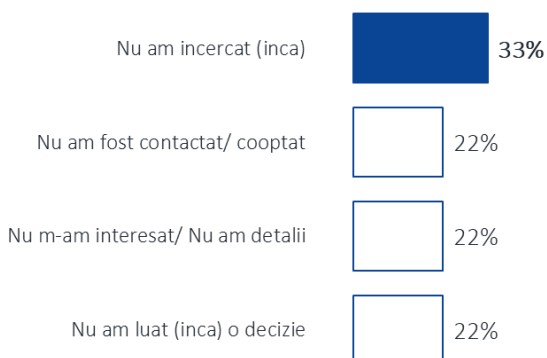 Nu am incercat (inca) 33%
Nu am fost contactat/ cooptat 22%
Nu m-am interesat/ Nu am detalii 22%
Nu am luat (inca) o decizie 22%